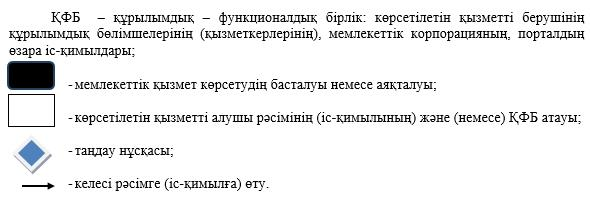 ҚФБ – құрылымдық – функционалдық бірлік: көрсетілетін қызметті берушінің
құрылымдық бөлімшелерінің (қызметкерлерінің), мемлекеттік корпорацияның, порталдың
өзара іс-қимылдары;
- мемлекеттік қызмет көрсетудің басталуы немесе аяқталуы;
- көрсетілетін қызметті алушы рәсімінің (іс-қимылының) және (немесе) ҚФБ атауы;
- таңдау нұсқасы;
- келесі рәсімге (іс-қимылға) өту.